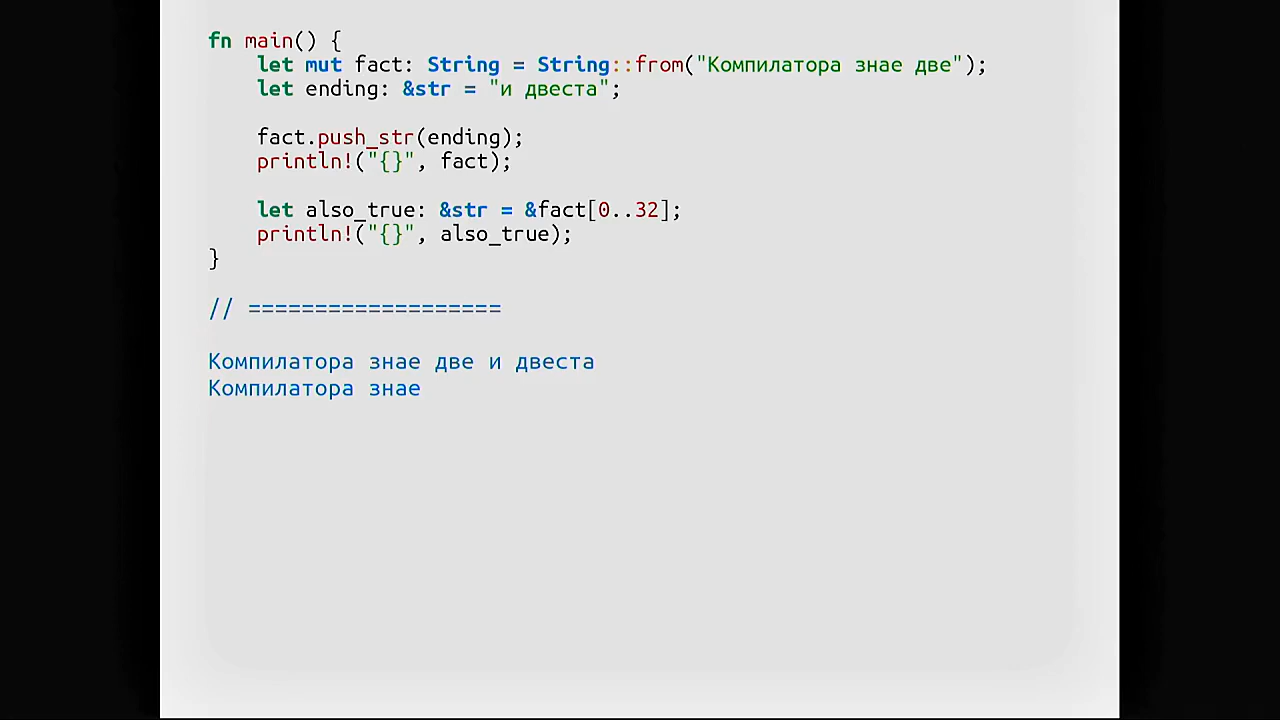 fn main() {
let mut fact: String = String::from("Компилатора знае две");
let ending: &str = "и двеста";
fact.push_str(ending);
println!("{}", fact);
let also_true: &str = &fact[0..32];
println!("{}", also_true);
}
// ===================
Компилатора знае две и двеста
Компилатора знае